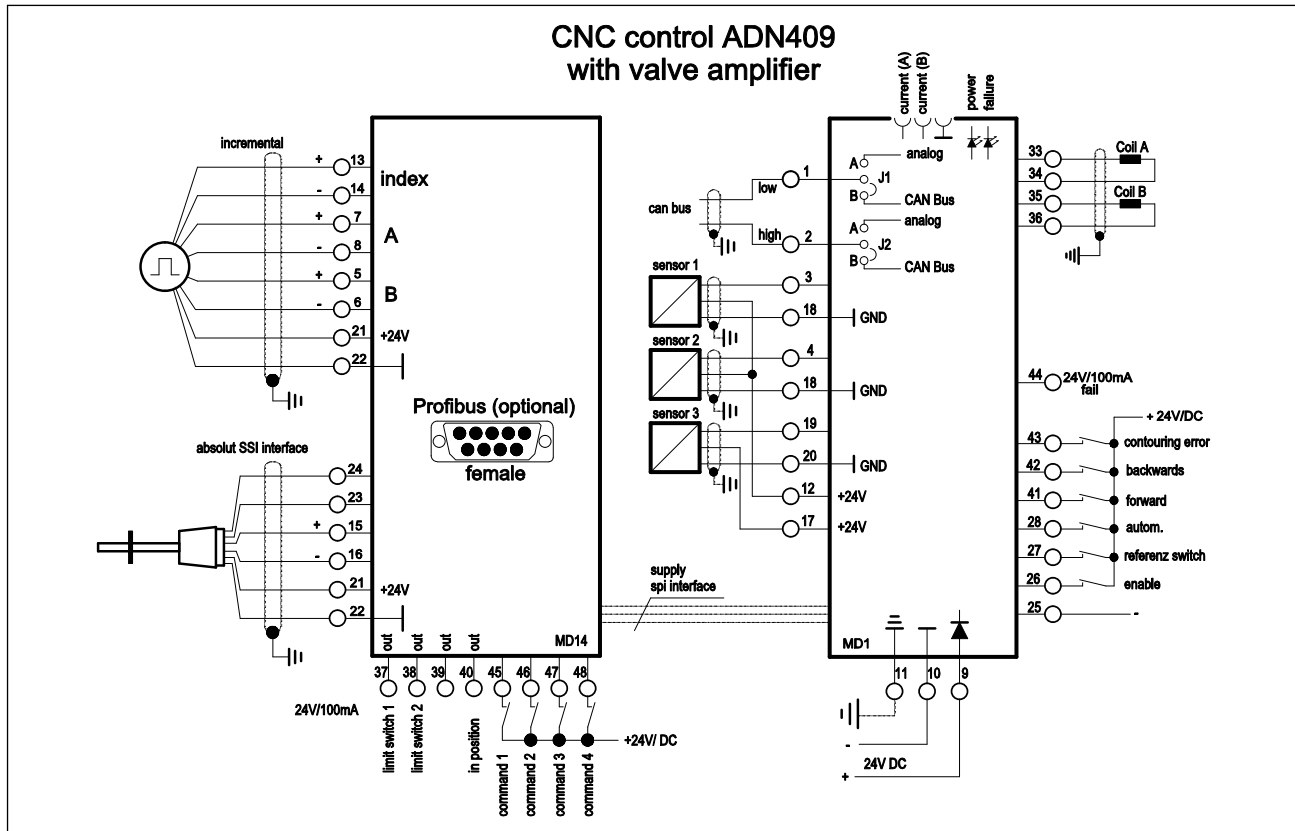 CNC control ADN409
with valve amplifier
incremental
+ 13
- 14
index
+ 7
- 8
A
+ 5
- 6
B
21 +24V
22
absolut SSI interface
24
23
+ 15
- 16
21 +24V
22
Profibus (optional)
female
MD14
out out out out
37 38 39 40 45 46 47 48
24V/100mA
limit switch 1
limit switch 2
in position
command 1
command 2
command 3
command 4
+24V/ DC
supply
spi interface
can bus
low 1
high 2
sensor 1
3
18 GND
sensor 2
4
18 GND
sensor 3
19
20 GND
12 +24V
17 +24V
current (A)
current (B)
power
failure
A analog
J1
B CAN Bus
A analog
J2
B CAN Bus
33 Coil A
34
35 Coil B
36
44 24V/100mA
fail
+ 24V/DC
43 contouring error
42 backwards
41 forward
28 autom.
27 referenz switch
26 enable
25 -
MD1
11 10 9
-
24V DC
+